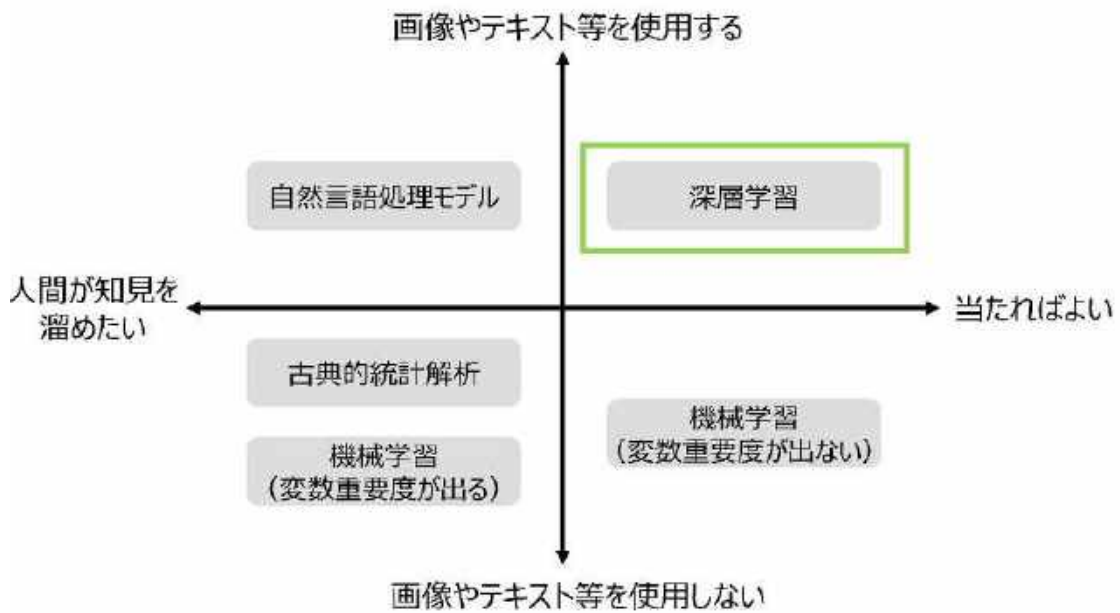 画像やテキスト等を使用する
自然言語処理モデル
深層学習
人間が知見を
溜めたい
当たればよい
古典的統計解析
機械学習
(変数重要度が出る)
機械学習
(変数重要度が出ない)
画像やテキスト等を使用しない